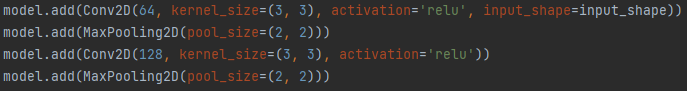 model.add(Conv2D(64, kernel_size=(3, 3), activation='relu', input_shape=input_shape))
model.add(MaxPooling2D(pool_size=(2, 2)))
model.add(Conv2D(128, kernel_size=(3, 3), activation='relu'))
model.add(MaxPooling2D(pool_size=(2, 2)))